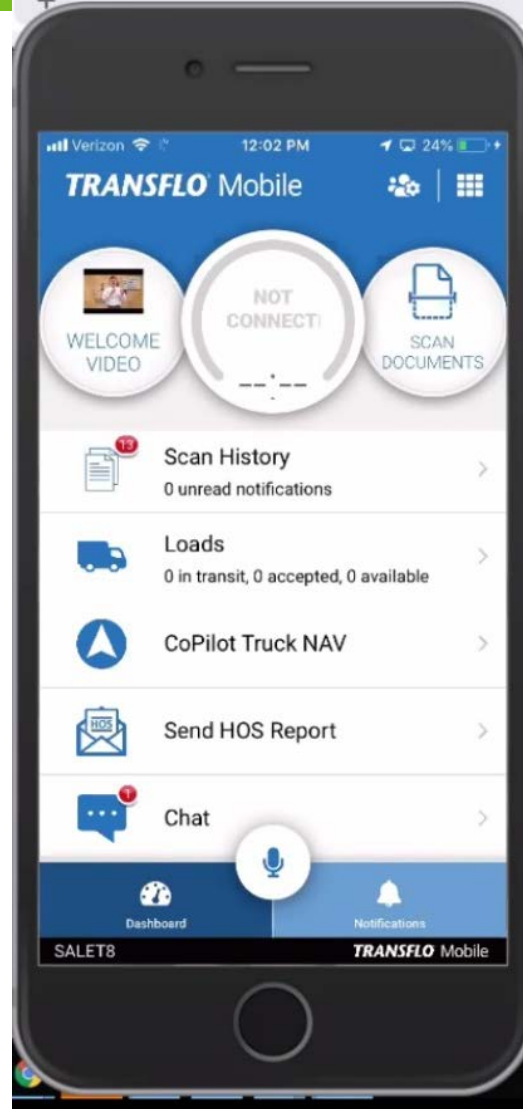 Verizon 12:02 PM 24%
TRANSFLO Mobile
WELCOME
VIDEO
NOT
CONNECT
--:--
SCAN
DOCUMENTS
13
Scan History
0 unread notifications
Loads
0 in transit, 0 accepted, 0 available
CoPilot Truck NAV
HOS
Send HOS Report
1
Chat
Dashboard
Notifications
SALET8 TRANSFLO Mobile